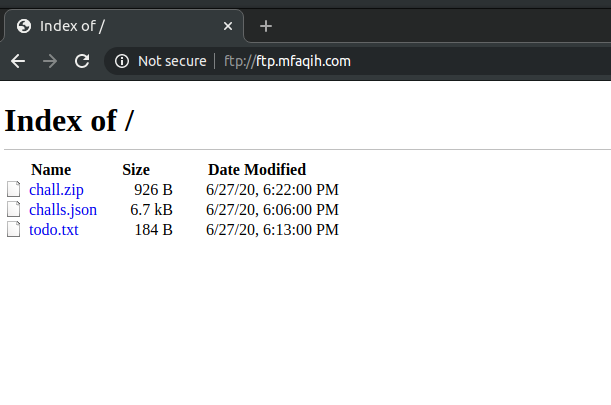 Index of /
Not secure ftp://ftp.mfaqih.com
Index of /
Name Size Date Modified
chall.zip 926 B 6/27/20, 6:22:00 PM
challs.json 6.7 kB 6/27/20, 6:06:00 PM
todo.txt 184 B 6/27/20, 6:13:00 PM